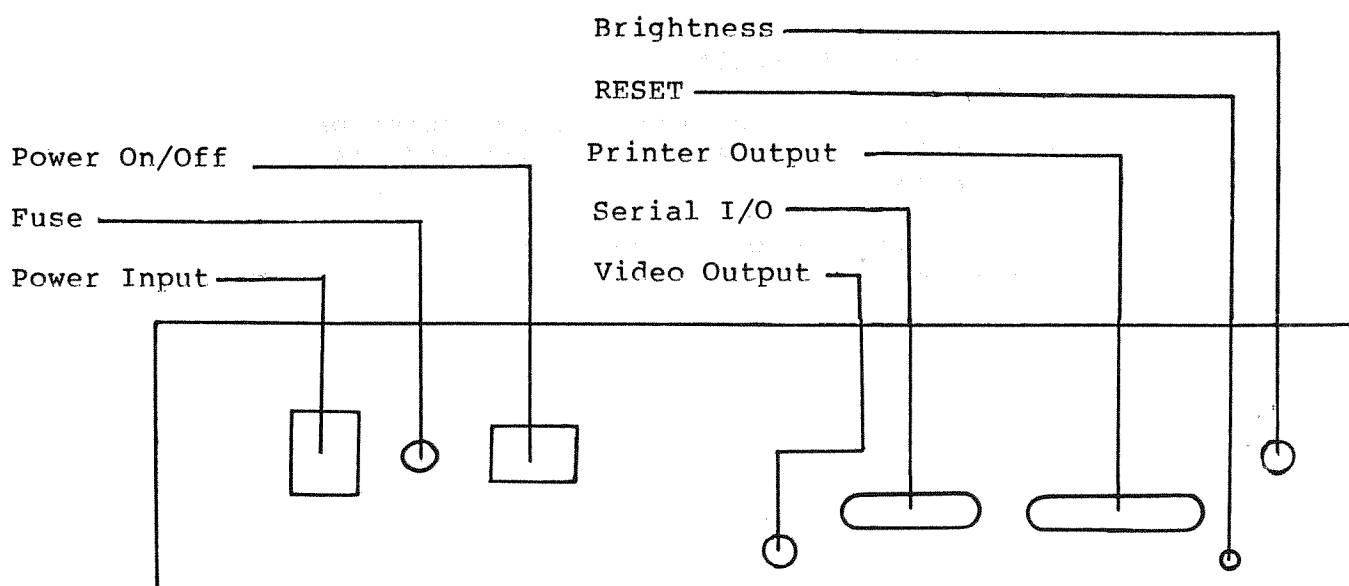 Brightness
RESET
Power On/Off
Printer Output
Fuse
Serial I/O
Power Input
Video Output